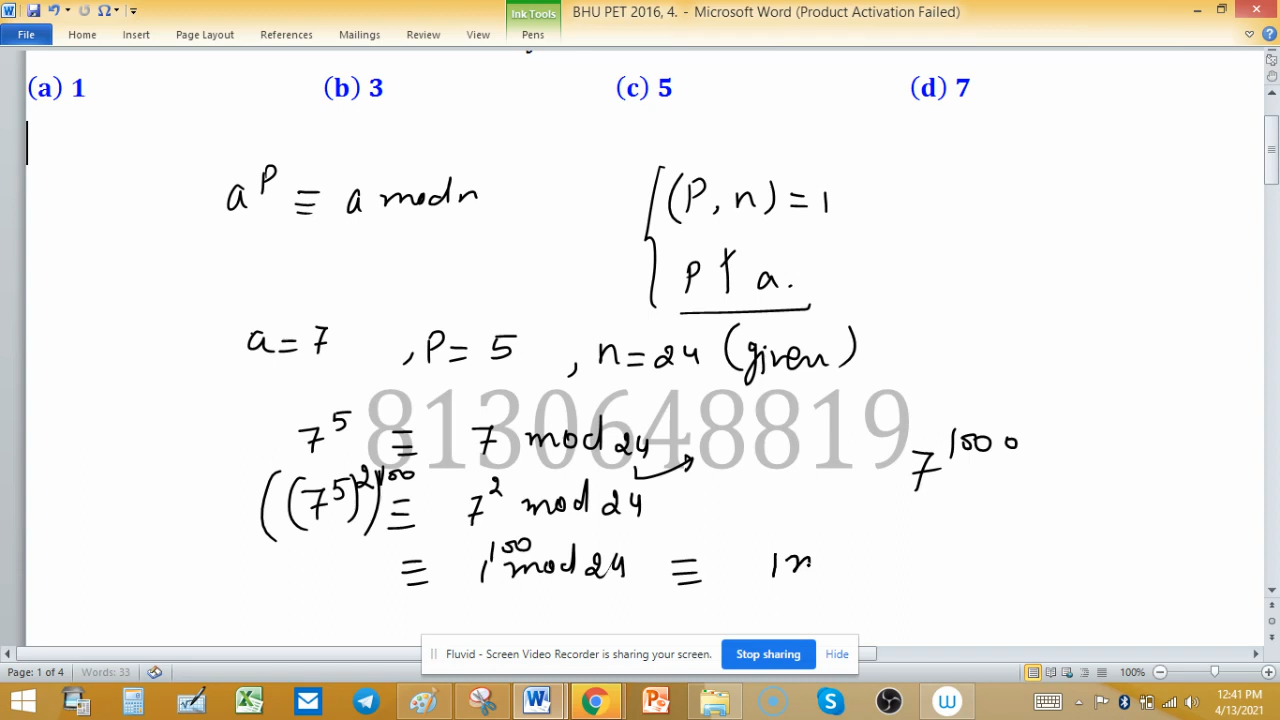 BHU PET 2016, 4. - Microsoft Word (Product Activation Failed)
Ink Tools
File Home Insert Page Layout References Mailings Review View Pens
(a) 1 (b) 3 (c) 5 (d) 7
a^P ≡ a mod n { (P, n) = 1
P ∤ a.
a = 7 , P = 5 , n = 24 (given)
8130648819
7^5 ≡ 7 mod 24
7^1000
((7^5)^2)^100 ≡ 7^2 mod 24
≡ 1^100 mod 24 ≡ 1
Fluvid - Screen Video Recorder is sharing your screen. Stop sharing Hide
Page: 1 of 4 Words: 33 100%
12:41 PM
4/13/2021